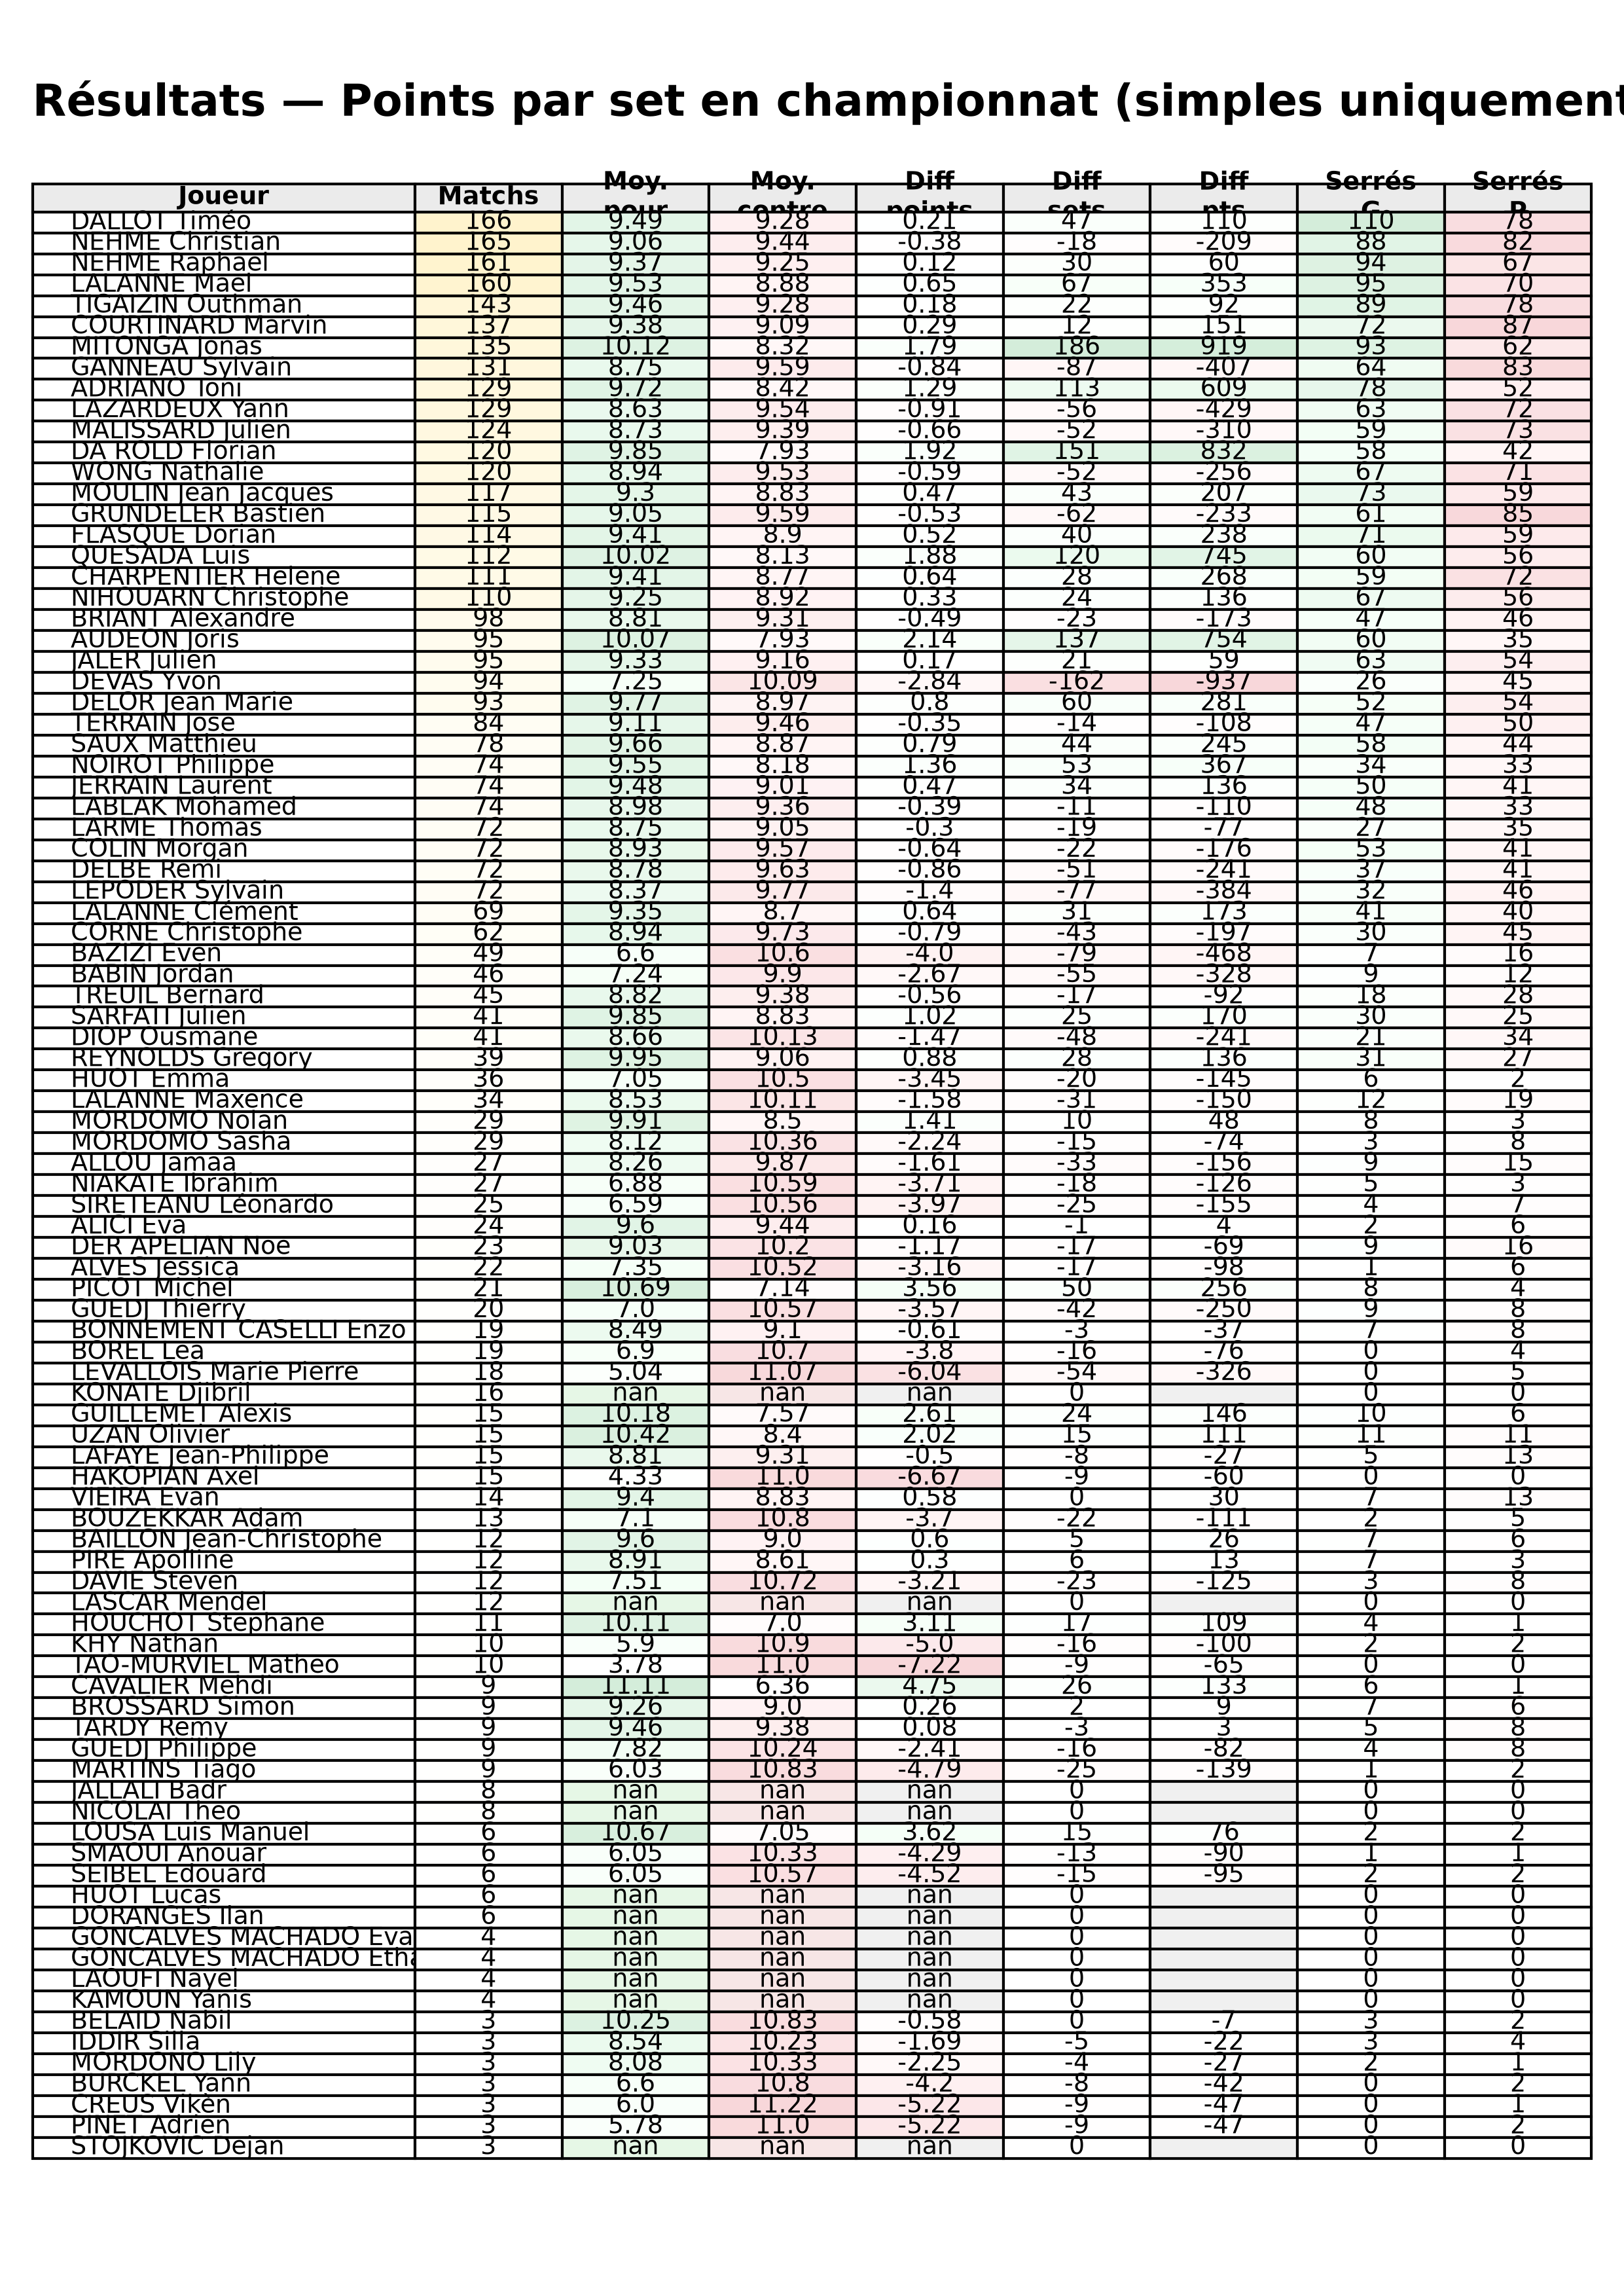 Résultats — Points par set en championnat (simples uniquement
Joueur Matchs Moy. pour Moy. contre Diff points Diff sets Diff pts Serrés G Serrés P
DALLOT Timéo 166 9.49 9.28 0.21 47 110 110 78
NEHME Christian 165 9.06 9.44 -0.38 -18 -209 88 82
NEHME Raphaël 161 9.37 9.25 0.12 30 60 94 67
LALANNE Mael 160 9.53 8.88 0.65 67 353 95 70
TIGAIZIN Outhman 143 9.46 9.28 0.18 22 92 89 78
COURTINARD Marvin 137 9.38 9.09 0.29 12 151 72 87
MITONGA Jonas 135 10.12 8.32 1.79 186 919 93 62
GANNEAU Sylvain 131 8.75 9.59 -0.84 -87 -407 64 83
ADRIANO Toni 129 9.72 8.42 1.29 113 609 78 52
LAZARDEUX Yann 129 8.63 9.54 -0.91 -56 -429 63 72
MALISSARD Julien 124 8.73 9.39 -0.66 -52 -310 59 73
DA ROLD Florian 120 9.85 7.93 1.92 151 832 58 42
WONG Nathalie 120 8.94 9.53 -0.59 -52 -256 67 71
MOULIN Jean Jacques 117 9.3 8.83 0.47 43 207 73 59
GRUNDELER Bastien 115 9.05 9.59 -0.53 -62 -233 61 85
FLASQUE Dorian 114 9.41 8.9 0.52 40 238 71 59
QUESADA Luis 112 10.02 8.13 1.88 120 745 60 56
CHARPENTIER Helene 111 9.41 8.77 0.64 28 268 59 72
NIHOUARN Christophe 110 9.25 8.92 0.33 24 136 67 56
BRIANT Alexandre 98 8.81 9.31 -0.49 -23 -173 47 46
AUDEON Joris 95 10.07 7.93 2.14 137 754 60 35
JALER Julien 95 9.33 9.16 0.17 21 59 63 54
DEVAS Yvon 94 7.25 10.09 -2.84 -162 -937 26 45
DELOR Jean Marie 93 9.77 8.97 0.8 60 281 52 54
TERRAIN Jose 84 9.11 9.46 -0.35 -14 -108 47 50
SAUX Matthieu 78 9.66 8.87 0.79 44 245 58 44
NOIROT Philippe 74 9.55 8.18 1.36 53 367 34 33
JERRAIN Laurent 74 9.48 9.01 0.47 34 136 50 41
LABLAK Mohamed 74 8.98 9.36 -0.39 -11 -110 48 33
LARME Thomas 72 8.75 9.05 -0.3 -19 -77 27 35
COLIN Morgan 72 8.93 9.57 -0.64 -22 -176 53 41
DELBE Remi 72 8.78 9.63 -0.86 -51 -241 37 41
LEPODER Sylvain 72 8.37 9.77 -1.4 -77 -384 32 46
LALANNE Clément 69 9.35 8.7 0.64 31 173 41 40
CORNE Christophe 62 8.94 9.73 -0.79 -43 -197 30 45
BAZIZI Even 49 6.6 10.6 -4.0 -79 -468 7 16
BABIN Jordan 46 7.24 9.9 -2.67 -55 -328 9 12
TREUIL Bernard 45 8.82 9.38 -0.56 -17 -92 18 28
SARFATI Julien 41 9.85 8.83 1.02 25 170 30 25
DIOP Ousmane 41 8.66 10.13 -1.47 -48 -241 21 34
REYNOLDS Gregory 39 9.95 9.06 0.88 28 136 31 27
HUOT Emma 36 7.05 10.5 -3.45 -20 -145 6 2
LALANNE Maxence 34 8.53 10.11 -1.58 -31 -150 12 19
MORDOMO Nolan 29 9.91 8.5 1.41 10 48 8 3
MORDOMO Sasha 29 8.12 10.36 -2.24 -15 -74 3 8
ALLOU Jamaa 27 8.26 9.87 -1.61 -33 -156 9 15
NIAKATE Ibrahim 27 6.88 10.59 -3.71 -18 -126 5 3
SIRETEANU Léonardo 25 6.59 10.56 -3.97 -25 -155 4 7
ALICI Eva 24 9.6 9.44 0.16 -1 4 2 6
DER APELIAN Noe 23 9.03 10.2 -1.17 -17 -69 9 16
ALVES Jessica 22 7.35 10.52 -3.16 -17 -98 1 6
PICOT Michel 21 10.69 7.14 3.56 50 256 8 4
GUEDJ Thierry 20 7.0 10.57 -3.57 -42 -250 9 8
BONNEMENT CASELLI Enzo 19 8.49 9.1 -0.61 -3 -37 7 8
BOREL Lea 19 6.9 10.7 -3.8 -16 -76 0 4
LEVALLOIS Marie Pierre 18 5.04 11.07 -6.04 -54 -326 0 5
KONATE Djibril 16 nan nan nan 0 0 0
GUILLEMET Alexis 15 10.18 7.57 2.61 24 146 10 6
UZAN Olivier 15 10.42 8.4 2.02 15 111 11 11
LAFAYE Jean-Philippe 15 8.81 9.31 -0.5 -8 -27 5 13
HAKOPIAN Axel 15 4.33 11.0 -6.67 -9 -60 0 0
VIEIRA Evan 14 9.4 8.83 0.58 0 30 7 13
BOUZEKKAR Adam 13 7.1 10.8 -3.7 -22 -111 2 5
BAILLON Jean-Christophe 12 9.6 9.0 0.6 5 26 7 6
PIRE Apolline 12 8.91 8.61 0.3 6 13 7 3
DAVIE Steven 12 7.51 10.72 -3.21 -23 -125 3 8
LASCAR Mendel 12 nan nan nan 0 0 0
HOUCHOT Stephane 11 10.11 7.0 3.11 17 109 4 1
KHY Nathan 10 5.9 10.9 -5.0 -16 -100 2 2
TAO-MURVIEL Matheo 10 3.78 11.0 -7.22 -9 -65 0 0
CAVALIER Mehdi 9 11.11 6.36 4.75 26 133 6 1
BROSSARD Simon 9 9.26 9.0 0.26 2 9 7 6
TARDY Remy 9 9.46 9.38 0.08 -3 3 5 8
GUEDJ Philippe 9 7.82 10.24 -2.41 -16 -82 4 8
MARTINS Tiago 9 6.03 10.83 -4.79 -25 -139 1 2
JALLALI Badr 8 nan nan nan 0 0 0
NICOLAI Theo 8 nan nan nan 0 0 0
LOUSA Luis Manuel 6 10.67 7.05 3.62 15 76 2 2
SMAOUI Anouar 6 6.05 10.33 -4.29 -13 -90 1 1
SEIBEL Edouard 6 6.05 10.57 -4.52 -15 -95 2 2
HUOT Lucas 6 nan nan nan 0 0 0
DORANGES Ilan 6 nan nan nan 0 0 0
GONCALVES MACHADO Eva 4 nan nan nan 0 0 0
GONCALVES MACHADO Etha 4 nan nan nan 0 0 0
LAOUFI Nayel 4 nan nan nan 0 0 0
KAMOUN Yanis 4 nan nan nan 0 0 0
BELAID Nabil 3 10.25 10.83 -0.58 0 -7 3 2
IDDIR Silla 3 8.54 10.23 -1.69 -5 -22 3 4
MORDONO Lily 3 8.08 10.33 -2.25 -4 -27 2 1
BURCKEL Yann 3 6.6 10.8 -4.2 -8 -42 0 2
CREUS Vikèn 3 6.0 11.22 -5.22 -9 -47 0 1
PINET Adrien 3 5.78 11.0 -5.22 -9 -47 0 2
STOJKOVIC Dejan 3 nan nan nan 0 0 0